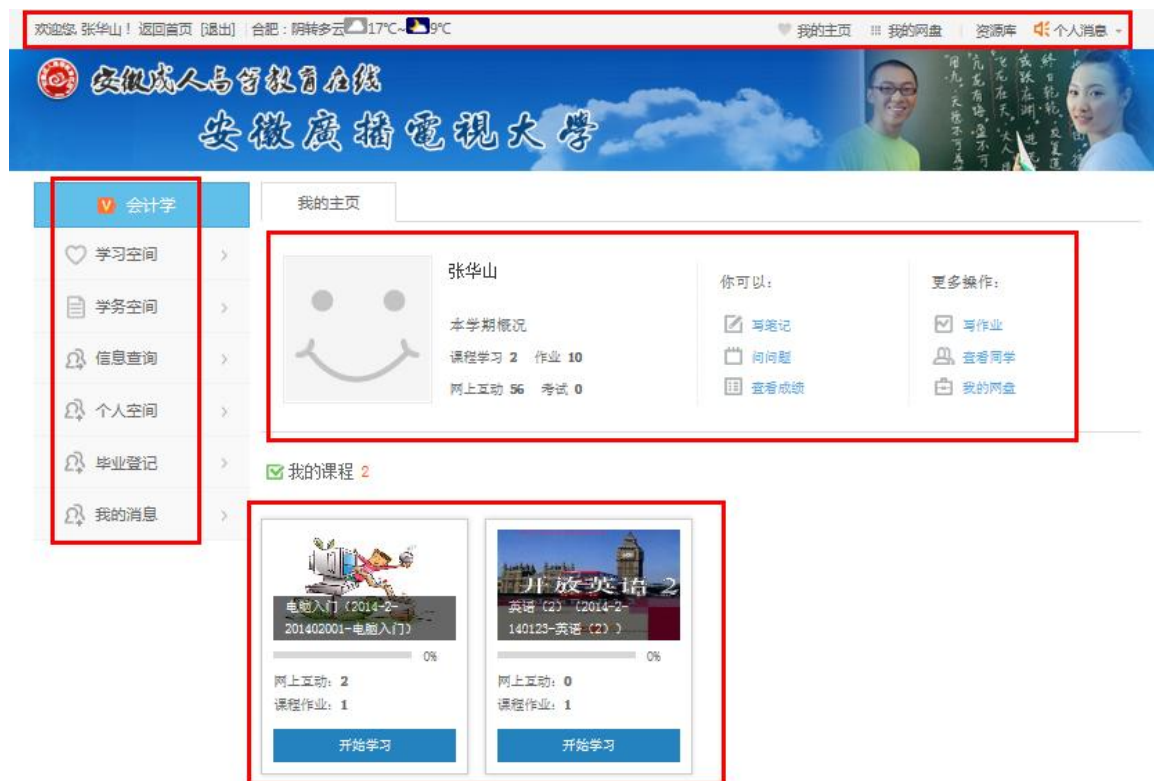 欢迎您, 张华山！ 返回首页 [退出] 合肥：阴转多云17℃~9℃ 我的主页 我的网盘 资源库 个人消息
安徽成人高等教育在线
安徽廣播電視大學
会计学
学习空间
学务空间
信息查询
个人空间
毕业登记
我的消息
我的主页
张华山
本学期概况
课程学习 2 作业 10
网上互动 56 考试 0
你可以：
写笔记
问问题
查看成绩
更多操作：
写作业
查看同学
我的网盘
我的课程 2
电脑入门（2014-2-
201402001-电脑入门）
0%
网上互动：2
课程作业：1
开始学习
开放英语-2
英语（2）（2014-2-
140123-英语（2））
0%
网上互动：0
课程作业：1
开始学习